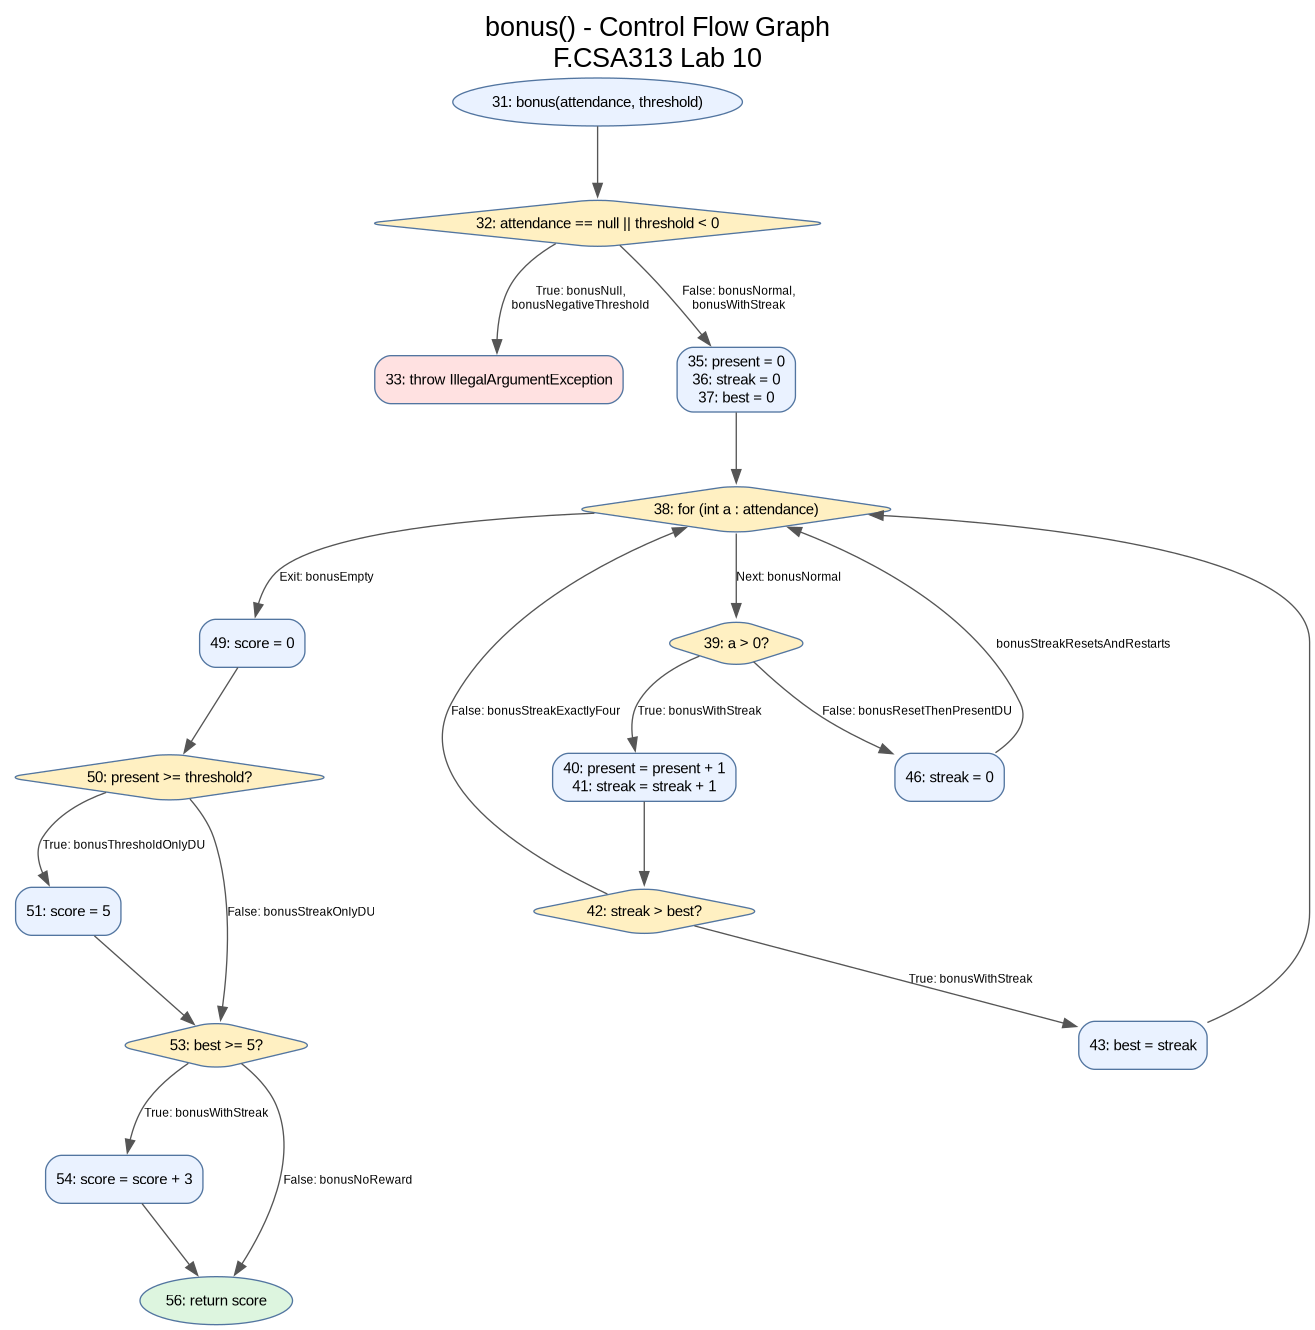 bonus() - Control Flow Graph
F.CSA313 Lab 10
31: bonus(attendance, threshold)
32: attendance == null || threshold < 0
True: bonusNull,
bonusNegativeThreshold
False: bonusNormal,
bonusWithStreak
33: throw IllegalArgumentException
35: present = 0
36: streak = 0
37: best = 0
38: for (int a : attendance)
Exit: bonusEmpty
Next: bonusNormal
49: score = 0
39: a > 0?
bonusStreakResetsAndRestarts
False: bonusStreakExactlyFour
True: bonusWithStreak
False: bonusResetThenPresentDU
50: present >= threshold?
40: present = present + 1
41: streak = streak + 1
46: streak = 0
True: bonusThresholdOnlyDU
51: score = 5
False: bonusStreakOnlyDU
42: streak > best?
True: bonusWithStreak
53: best >= 5?
43: best = streak
True: bonusWithStreak
54: score = score + 3
False: bonusNoReward
56: return score